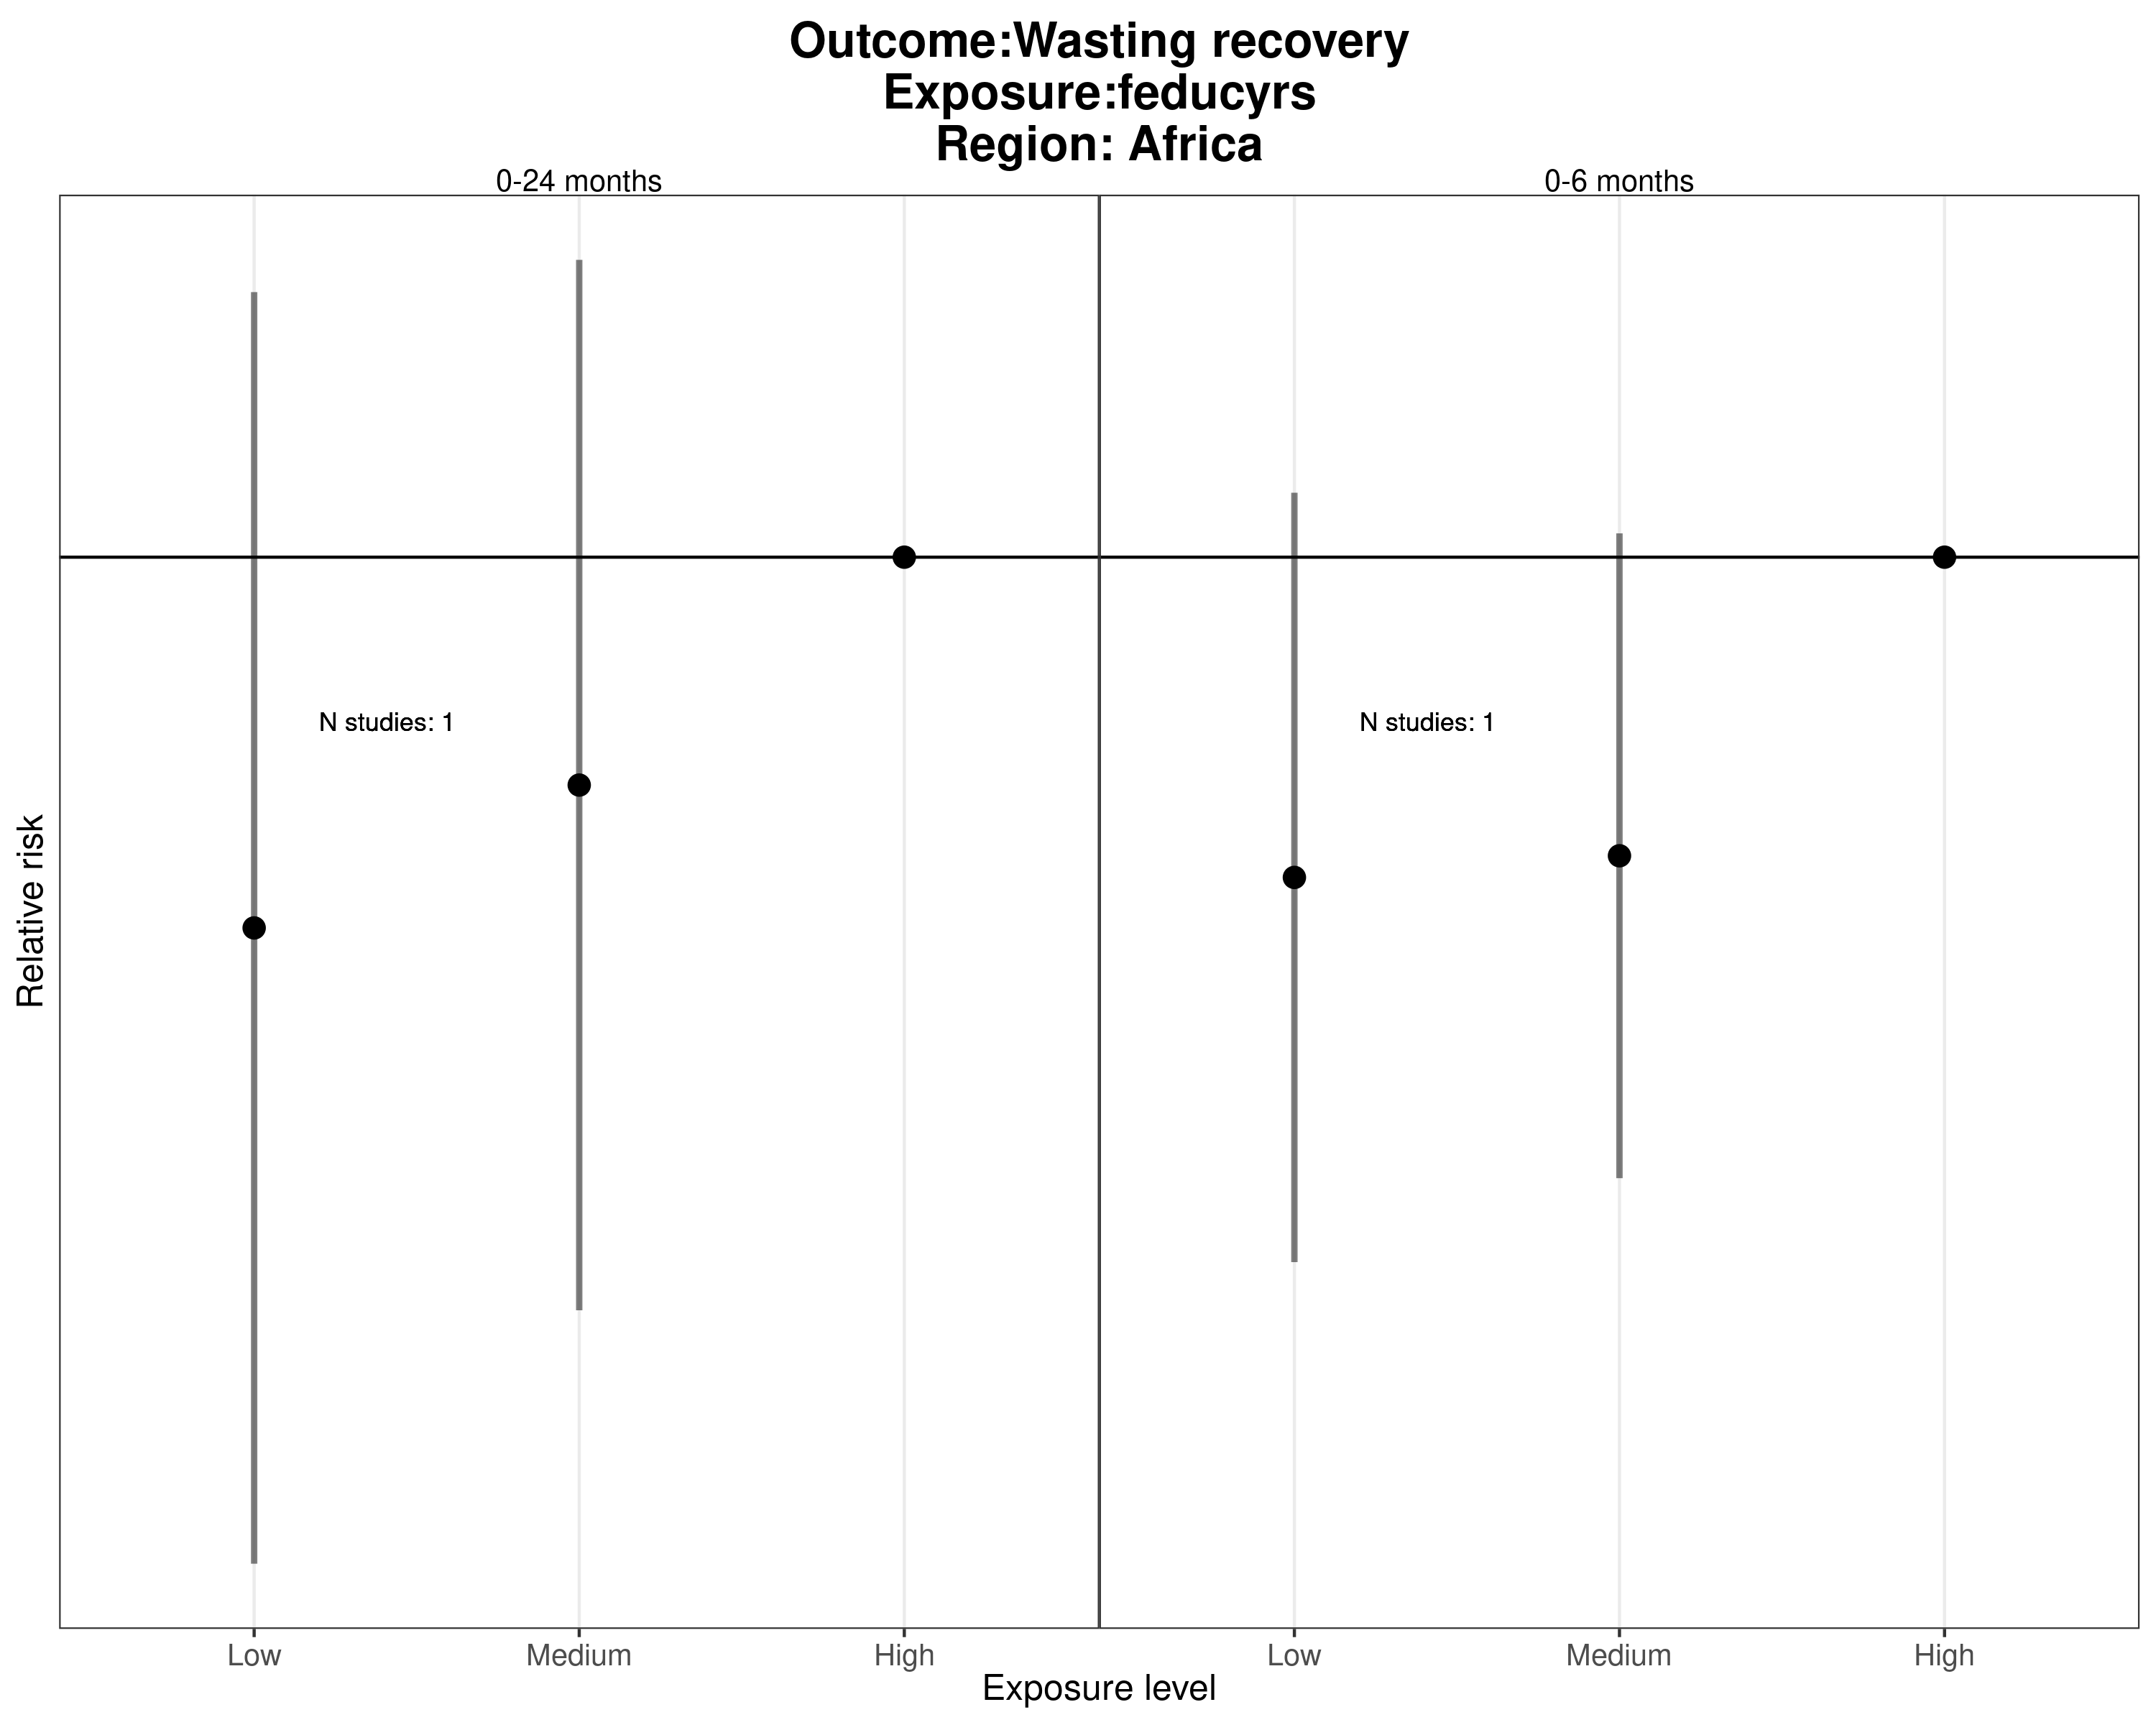 Outcome:Wasting recovery
Exposure:feducyrs
Region: Africa
0-24 months
0-6 months
N studies: 1
N studies: 1
Relative risk
Low
Medium
High
Low
Medium
High
Exposure level